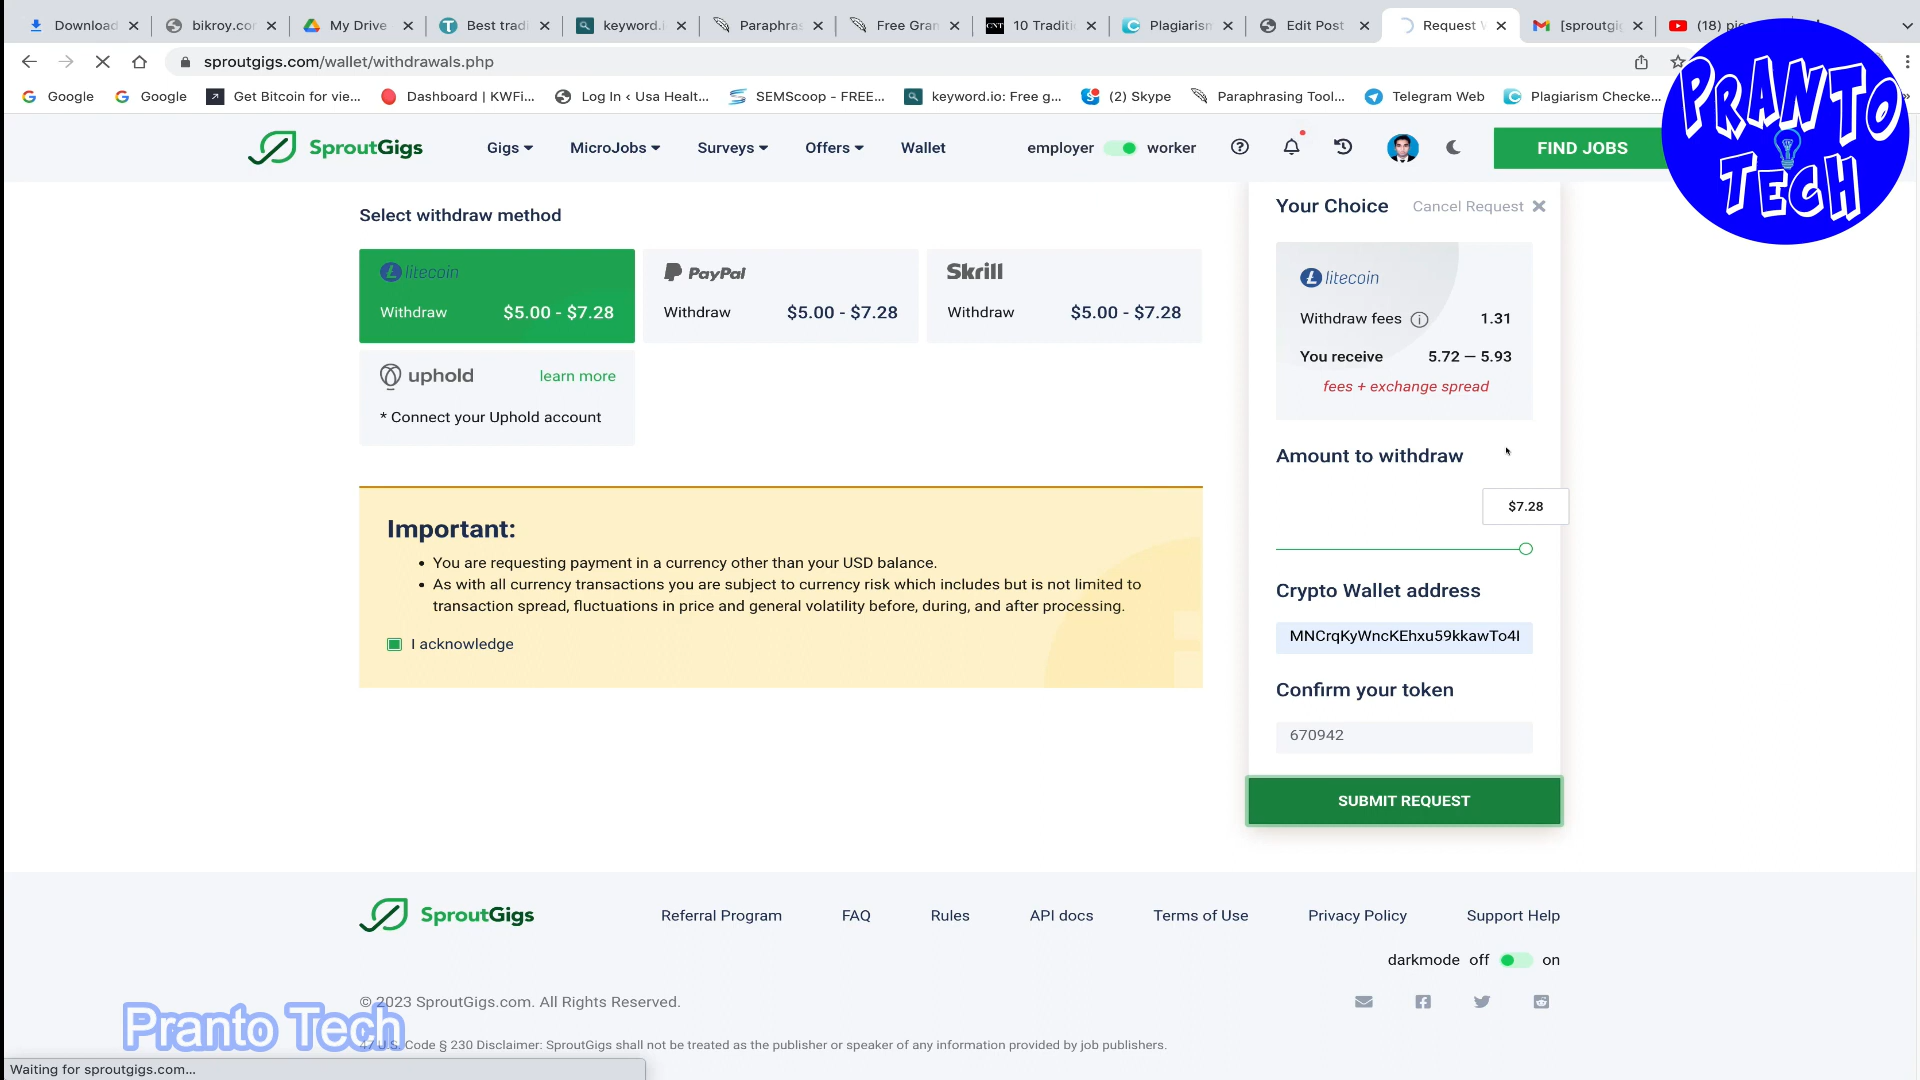 Download
bikroy.co
My Drive
Best tradi
keyword.
Paraphras
Free Gran
10 Traditi
Plagiarism
Edit Post
Request
[sproutgi
(18)
sproutgigs.com/wallet/withdrawals.php
Google
Google
Get Bitcoin for vie...
Dashboard | KWFi...
Log In ‹ Usa Healt...
SEMScoop - FREE...
keyword.io: Free g...
(2) Skype
Paraphrasing Tool...
Telegram Web
Plagiarism Checke...
PRANTO
TECH
SproutGigs
Gigs
MicroJobs
Surveys
Offers
Wallet
employer
worker
FIND JOBS
Select withdraw method
litecoin
Withdraw $5.00 - $7.28
PayPal
Withdraw $5.00 - $7.28
Skrill
Withdraw $5.00 - $7.28
uphold learn more
* Connect your Uphold account
Important:
• You are requesting payment in a currency other than your USD balance.
• As with all currency transactions you are subject to currency risk which includes but is not limited to
transaction spread, fluctuations in price and general volatility before, during, and after processing.
I acknowledge
Your Choice Cancel Request
litecoin
Withdraw fees 1.31
You receive 5.72 — 5.93
fees + exchange spread
Amount to withdraw
$7.28
Crypto Wallet address
MNCrqKyWncKEhxu59kkawTo4
Confirm your token
670942
SUBMIT REQUEST
SproutGigs
Referral Program
FAQ
Rules
API docs
Terms of Use
Privacy Policy
Support Help
darkmode off on
© 2023 SproutGigs.com. All Rights Reserved.
Pranto Tech
47 U.S. Code § 230 Disclaimer: SproutGigs shall not be treated as the publisher or speaker of any information provided by job publishers.
Waiting for sproutgigs.com...